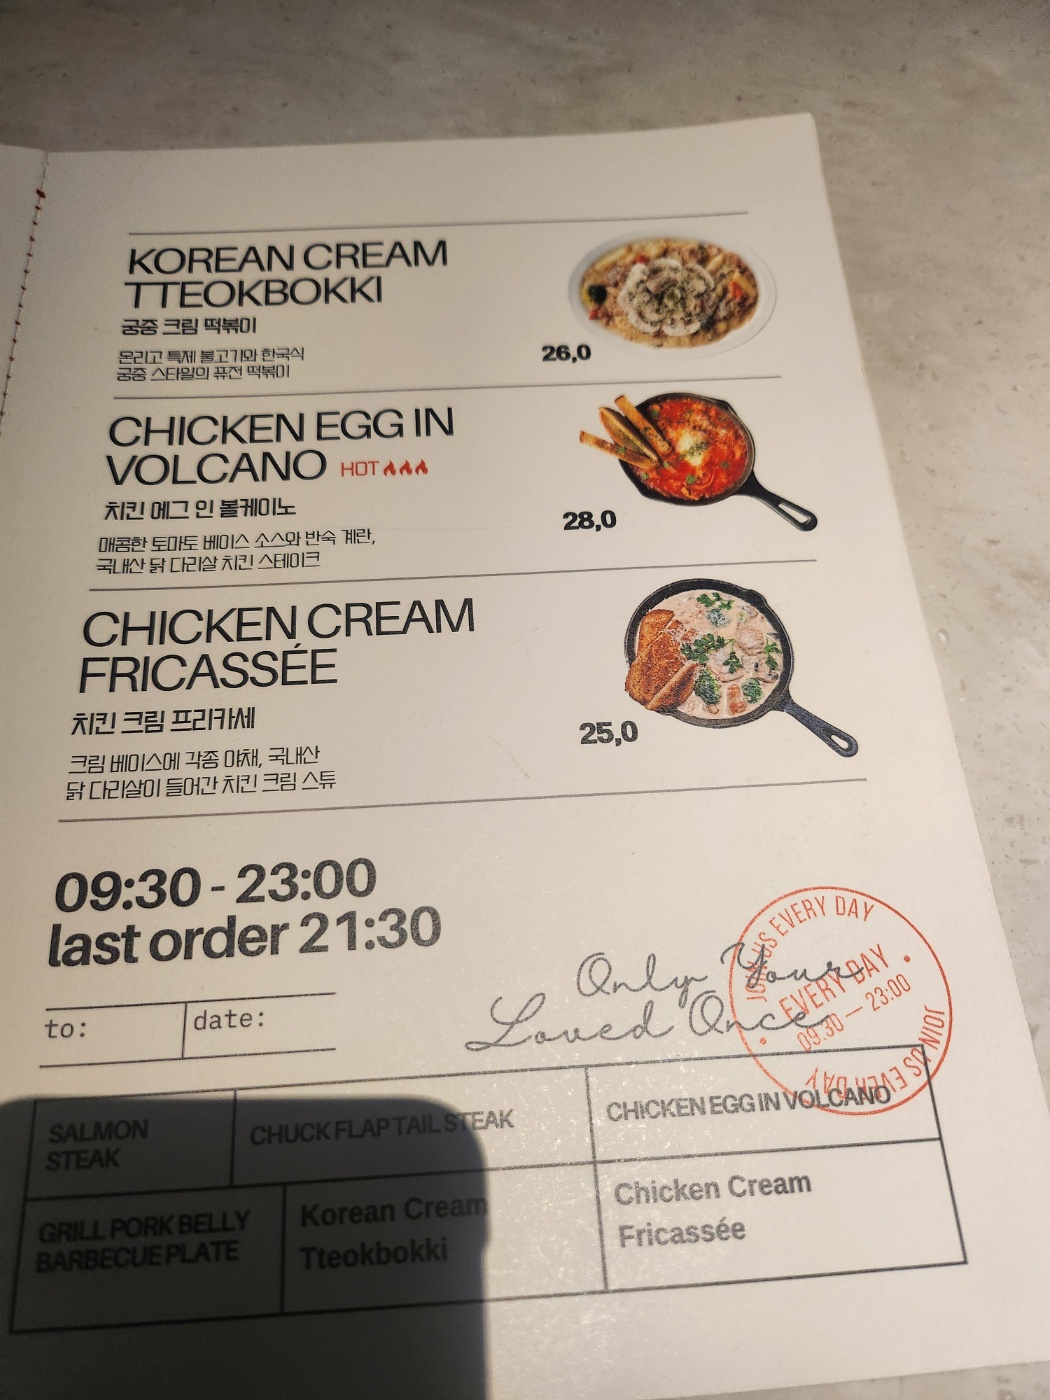 KOREAN CREAM
TTEOKBOKKI
궁중 크림 떡볶이
온리고 특제 불고기와 한국식
궁중 스타일의 퓨전 떡볶이
26,0
CHICKEN EGG IN
VOLCANO HOT
치킨 에그 인 볼케이노
매콤한 토마토 베이스 소스와 반숙 계란,
국내산 닭 다리살 치킨 스테이크
28,0
CHICKEN CREAM
FRICASSÉE
치킨 크림 프리카세
크림 베이스에 각종 야채, 국내산
닭 다리살이 들어간 치킨 크림 스튜
25,0
09:30 - 23:00
last order 21:30
to:
date:
Only Your
Loved Once
JOIN US EVERY DAY
EVERY DAY
09:30 — 23:00
JOIN US EVERY DAY
SALMON
STEAK
CHUCK FLAP TAIL STEAK
CHICKEN EGG IN VOLCANO
GRILL PORK BELLY
BARBECUE PLATE
Korean Cream
Tteokbokki
Chicken Cream
Fricassée